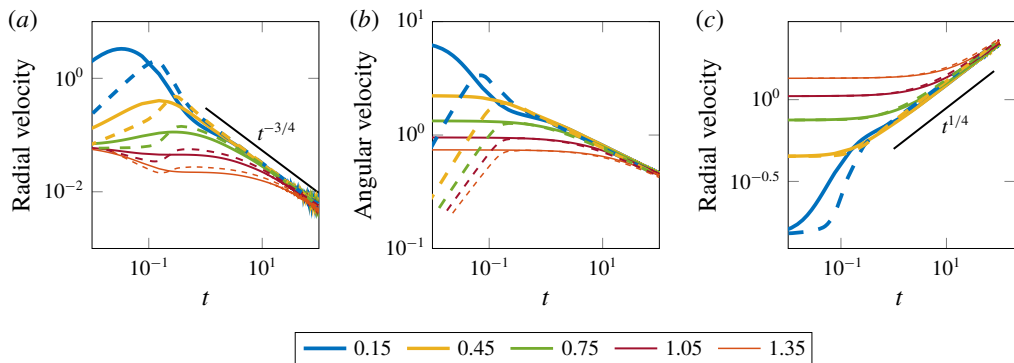 (a)
Radial velocity
10^0
10^{-2}
10^{-1}
10^1
t
t^{-3/4}
(b)
Angular velocity
10^1
10^0
10^{-1}
10^{-1}
10^1
t
(c)
Radial velocity
10^0
10^{-0.5}
10^{-1}
10^1
t
t^{1/4}
0.15 0.45 0.75 1.05 1.35